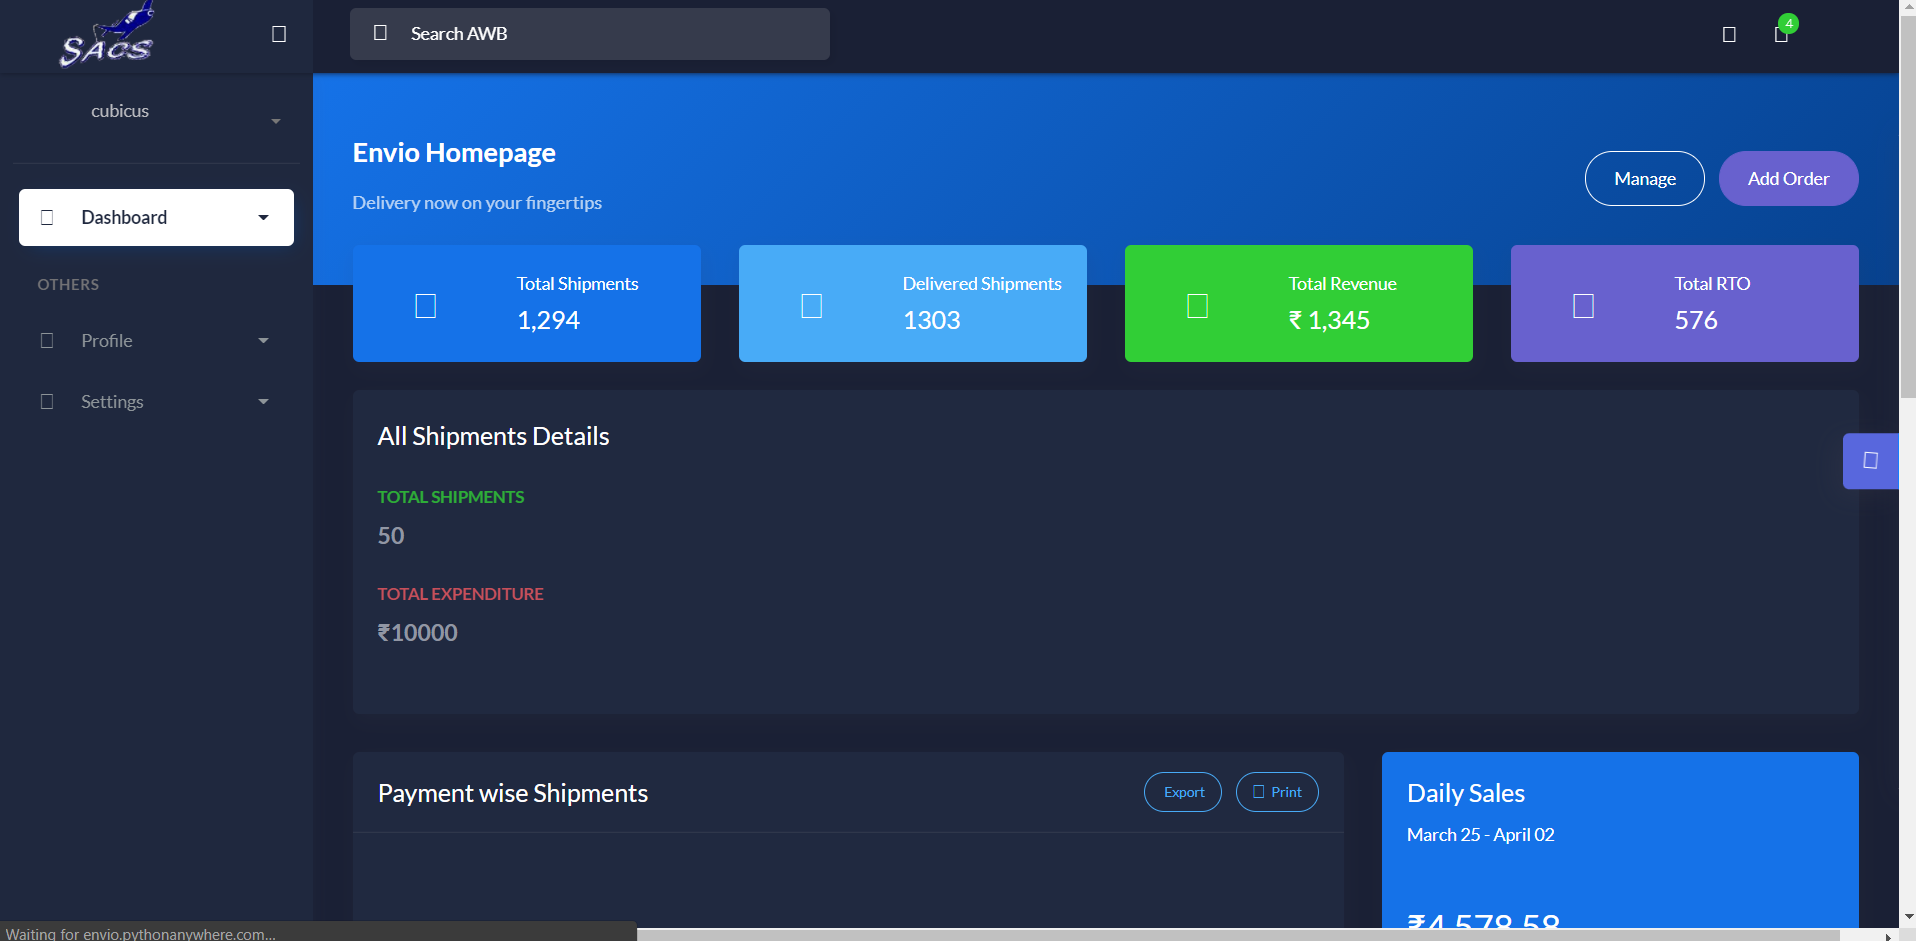 SACS
Search AWB
4
cubicus
Dashboard
OTHERS
Profile
Settings
Envio Homepage
Delivery now on your fingertips
Manage
Add Order
Total Shipments
1,294
Delivered Shipments
1303
Total Revenue
₹ 1,345
Total RTO
576
All Shipments Details
TOTAL SHIPMENTS
50
TOTAL EXPENDITURE
₹10000
Payment wise Shipments
Export
Print
Daily Sales
March 25 - April 02
₹4,578.58
Waiting for envio.pythonanywhere.com...